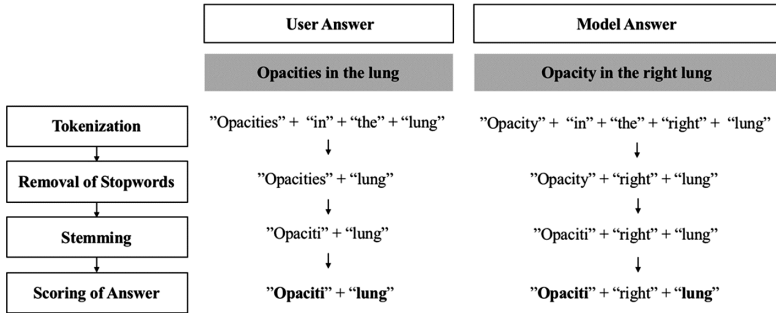 User Answer
Model Answer
Opacities in the lung
Opacity in the right lung
Tokenization
”Opacities” + “in” + “the” + “lung”
”Opacity” + “in” + “the” + “right” + “lung”
Removal of Stopwords
”Opacities” + “lung”
”Opacity” + “right” + “lung”
Stemming
”Opaciti” + “lung”
”Opaciti” + “right” + “lung”
Scoring of Answer
”Opaciti” + “lung”
”Opaciti” + “right” + “lung”